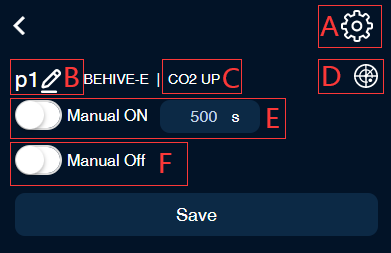 A
p1 B BEHIVE-E | CO2 UP C D
Manual ON 500 s E
Manual Off F
Save